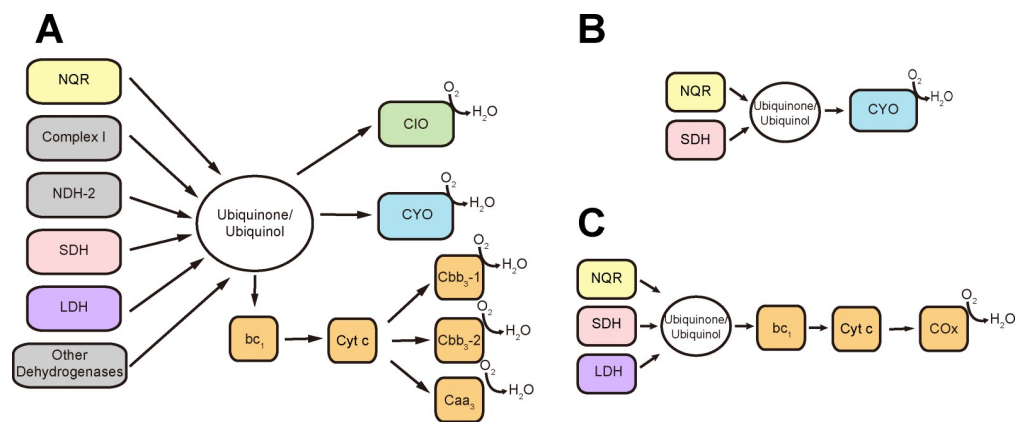 A
NQR
Complex I
NDH-2
SDH
LDH
Other
Dehydrogenases
Ubiquinone/
Ubiquinol
CIO
O₂
H₂O
CYO
O₂
H₂O
bc₁
Cyt c
Cbb₃-1
O₂
H₂O
Cbb₃-2
O₂
H₂O
Caa₃
O₂
H₂O
B
NQR
SDH
Ubiquinone/
Ubiquinol
CYO
O₂
H₂O
C
NQR
SDH
LDH
Ubiquinone/
Ubiquinol
bc₁
Cyt c
COx
O₂
H₂O